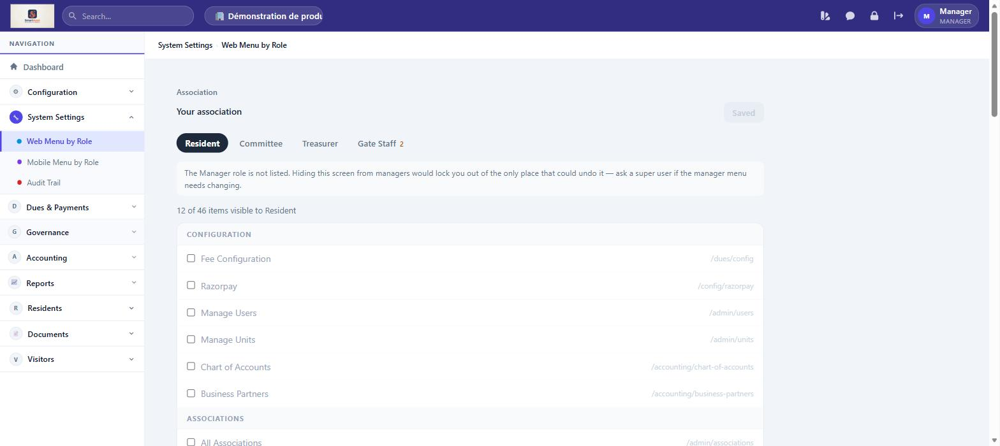 Search...
Démonstration de produ
M
Manager
MANAGER
NAVIGATION
Dashboard
Configuration
System Settings
Web Menu by Role
Mobile Menu by Role
Audit Trail
D
Dues & Payments
G
Governance
A
Accounting
Reports
R
Residents
Documents
V
Visitors
System Settings
Web Menu by Role
Association
Your association
Saved
Resident
Committee
Treasurer
Gate Staff 2
The Manager role is not listed. Hiding this screen from managers would lock you out of the only place that could undo it — ask a super user if the manager menu
needs changing.
12 of 46 items visible to Resident
CONFIGURATION
Fee Configuration
/dues/config
Razorpay
/config/razorpay
Manage Users
/admin/users
Manage Units
/admin/units
Chart of Accounts
/accounting/chart-of-accounts
Business Partners
/accounting/business-partners
ASSOCIATIONS
All Associations
/admin/associations